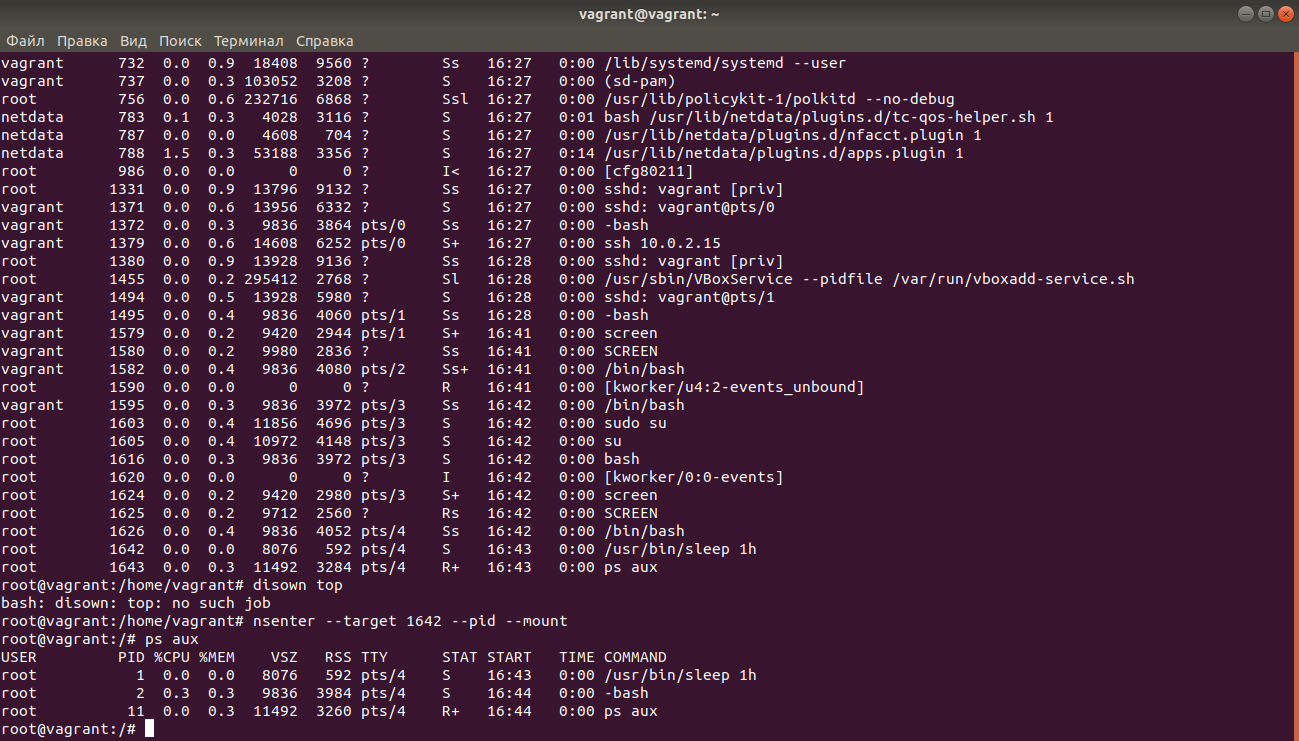 vagrant@vagrant: ~
Файл Правка Вид Поиск Терминал Справка
vagrant      732  0.0  0.9  18408  9560 ?        Ss   16:27   0:00 /lib/systemd/systemd --user
vagrant      737  0.0  0.3 103052  3208 ?        S    16:27   0:00 (sd-pam)
root         756  0.0  0.6 232716  6868 ?        Ssl  16:27   0:00 /usr/lib/policykit-1/polkitd --no-debug
netdata      783  0.1  0.3   4028  3116 ?        S    16:27   0:01 bash /usr/lib/netdata/plugins.d/tc-qos-helper.sh 1
netdata      787  0.0  0.0   4608   704 ?        S    16:27   0:00 /usr/lib/netdata/plugins.d/nfacct.plugin 1
netdata      788  1.5  0.3  53188  3356 ?        S    16:27   0:14 /usr/lib/netdata/plugins.d/apps.plugin 1
root         986  0.0  0.0      0     0 ?        I<   16:27   0:00 [cfg80211]
root        1331  0.0  0.9  13796  9132 ?        Ss   16:27   0:00 sshd: vagrant [priv]
vagrant     1371  0.0  0.6  13956  6332 ?        S    16:27   0:00 sshd: vagrant@pts/0
vagrant     1372  0.0  0.3   9836  3864 pts/0    Ss   16:27   0:00 -bash
vagrant     1379  0.0  0.6  14608  6252 pts/0    S+   16:27   0:00 ssh 10.0.2.15
root        1380  0.0  0.9  13928  9136 ?        Ss   16:28   0:00 sshd: vagrant [priv]
root        1455  0.0  0.2 295412  2768 ?        Sl   16:28   0:00 /usr/sbin/VBoxService --pidfile /var/run/vboxadd-service.sh
vagrant     1494  0.0  0.5  13928  5980 ?        S    16:28   0:00 sshd: vagrant@pts/1
vagrant     1495  0.0  0.4   9836  4060 pts/1    Ss   16:28   0:00 -bash
vagrant     1579  0.0  0.2   9420  2944 pts/1    S+   16:41   0:00 screen
vagrant     1580  0.0  0.2   9980  2836 ?        Ss   16:41   0:00 SCREEN
vagrant     1582  0.0  0.4   9836  4080 pts/2    Ss+  16:41   0:00 /bin/bash
root        1590  0.0  0.0      0     0 ?        R    16:41   0:00 [kworker/u4:2-events_unbound]
vagrant     1595  0.0  0.3   9836  3972 pts/3    Ss   16:42   0:00 /bin/bash
root        1603  0.0  0.4  11856  4696 pts/3    S    16:42   0:00 sudo su
root        1605  0.0  0.4  10972  4148 pts/3    S    16:42   0:00 su
root        1616  0.0  0.3   9836  3972 pts/3    S    16:42   0:00 bash
root        1620  0.0  0.0      0     0 ?        I    16:42   0:00 [kworker/0:0-events]
root        1624  0.0  0.2   9420  2980 pts/3    S+   16:42   0:00 screen
root        1625  0.0  0.2   9712  2560 ?        Rs   16:42   0:00 SCREEN
root        1626  0.0  0.4   9836  4052 pts/4    Ss   16:42   0:00 /bin/bash
root        1642  0.0  0.0   8076   592 pts/4    S    16:43   0:00 /usr/bin/sleep 1h
root        1643  0.0  0.3  11492  3284 pts/4    R+   16:43   0:00 ps aux
root@vagrant:/home/vagrant# disown top
bash: disown: top: no such job
root@vagrant:/home/vagrant# nsenter --target 1642 --pid --mount
root@vagrant:/# ps aux
USER         PID %CPU %MEM    VSZ   RSS TTY      STAT START   TIME COMMAND
root           1  0.0  0.0   8076   592 pts/4    S    16:43   0:00 /usr/bin/sleep 1h
root           2  0.3  0.3   9836  3984 pts/4    S    16:44   0:00 -bash
root          11  0.0  0.3  11492  3260 pts/4    R+   16:44   0:00 ps aux
root@vagrant:/#